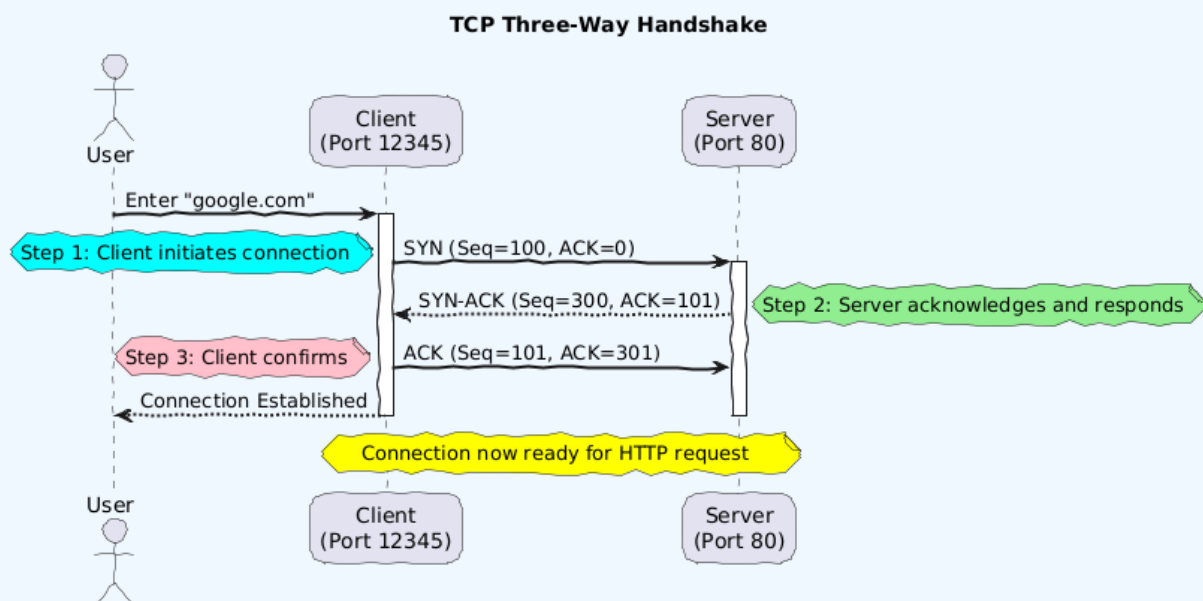 TCP Three-Way Handshake
User
Client
(Port 12345)
Server
(Port 80)
Enter "google.com"
Step 1: Client initiates connection
SYN (Seq=100, ACK=0)
SYN-ACK (Seq=300, ACK=101)
Step 2: Server acknowledges and responds
Step 3: Client confirms
ACK (Seq=101, ACK=301)
Connection Established
Connection now ready for HTTP request
User
Client
(Port 12345)
Server
(Port 80)